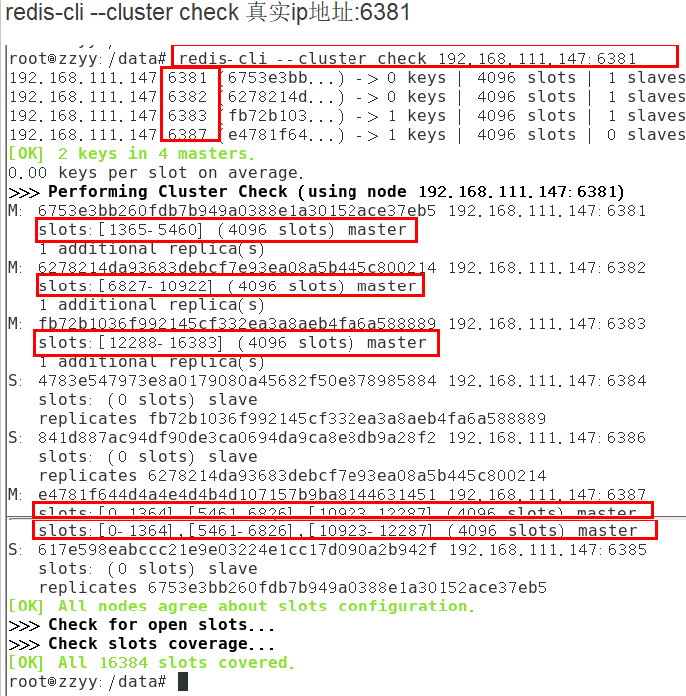 redis-cli --cluster check 真实ip地址:6381
root@zzyy:/data# redis-cli --cluster check 192.168.111.147:6381
192.168.111.147:6381 (6753e3bb...) -> 0 keys | 4096 slots | 1 slaves
192.168.111.147:6382 (6278214d...) -> 0 keys | 4096 slots | 1 slaves
192.168.111.147:6383 (fb72b103...) -> 1 keys | 4096 slots | 1 slaves
192.168.111.147:6387 (e4781f64...) -> 1 keys | 4096 slots | 0 slaves
[OK] 2 keys in 4 masters.
0.00 keys per slot on average.
>>> Performing Cluster Check (using node 192.168.111.147:6381)
M: 6753e3bb260fdb7b949a0388e1a30152ace37eb5 192.168.111.147:6381
slots:[1365-5460] (4096 slots) master
1 additional replica(s)
M: 6278214da93683debcf7e93ea08a5b445c800214 192.168.111.147:6382
slots:[6827-10922] (4096 slots) master
1 additional replica(s)
M: fb72b1036f992145cf332ea3a8aeb4fa6a588889 192.168.111.147:6383
slots:[12288-16383] (4096 slots) master
1 additional replica(s)
S: 4783e547973e8a0179080a45682f50e878985884 192.168.111.147:6384
slots: (0 slots) slave
replicates fb72b1036f992145cf332ea3a8aeb4fa6a588889
S: 841d887ac94df90de3ca0694da9ca8e8db9a28f2 192.168.111.147:6386
slots: (0 slots) slave
replicates 6278214da93683debcf7e93ea08a5b445c800214
M: e4781f644d4a4e4d4b4d107157b9ba8144631451 192.168.111.147:6387
slots:[0-1364],[5461-6826],[10923-12287] (4096 slots) master
slots:[0-1364],[5461-6826],[10923-12287] (4096 slots) master
S: 617e598eabccc21e9e03224e1cc17d090a2b942f 192.168.111.147:6385
slots: (0 slots) slave
replicates 6753e3bb260fdb7b949a0388e1a30152ace37eb5
[OK] All nodes agree about slots configuration.
>>> Check for open slots...
>>> Check slots coverage...
[OK] All 16384 slots covered.
root@zzyy:/data#